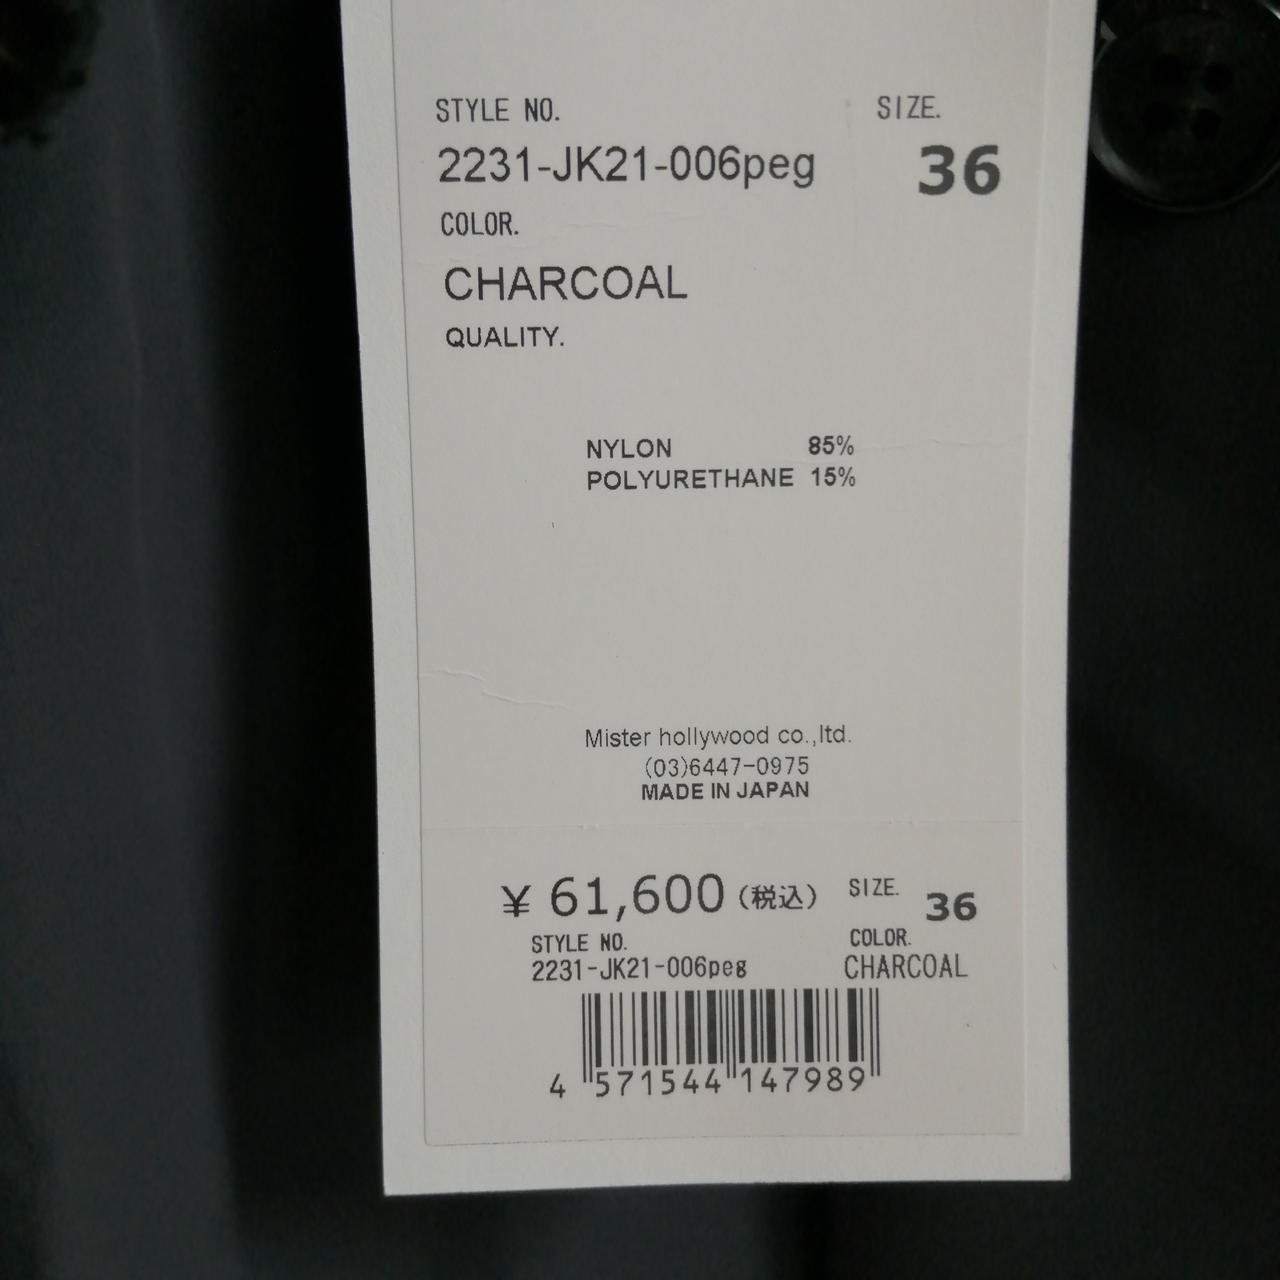 STYLE NO. SIZE.
2231-JK21-006peg 36
COLOR.
CHARCOAL
QUALITY.
NYLON 85%
POLYURETHANE 15%
Mister hollywood co.,ltd.
(03)6447-0975
MADE IN JAPAN
¥ 61,600 (税込) SIZE. 36
STYLE NO. COLOR.
2231-JK21-006peg CHARCOAL
4 571544 147989